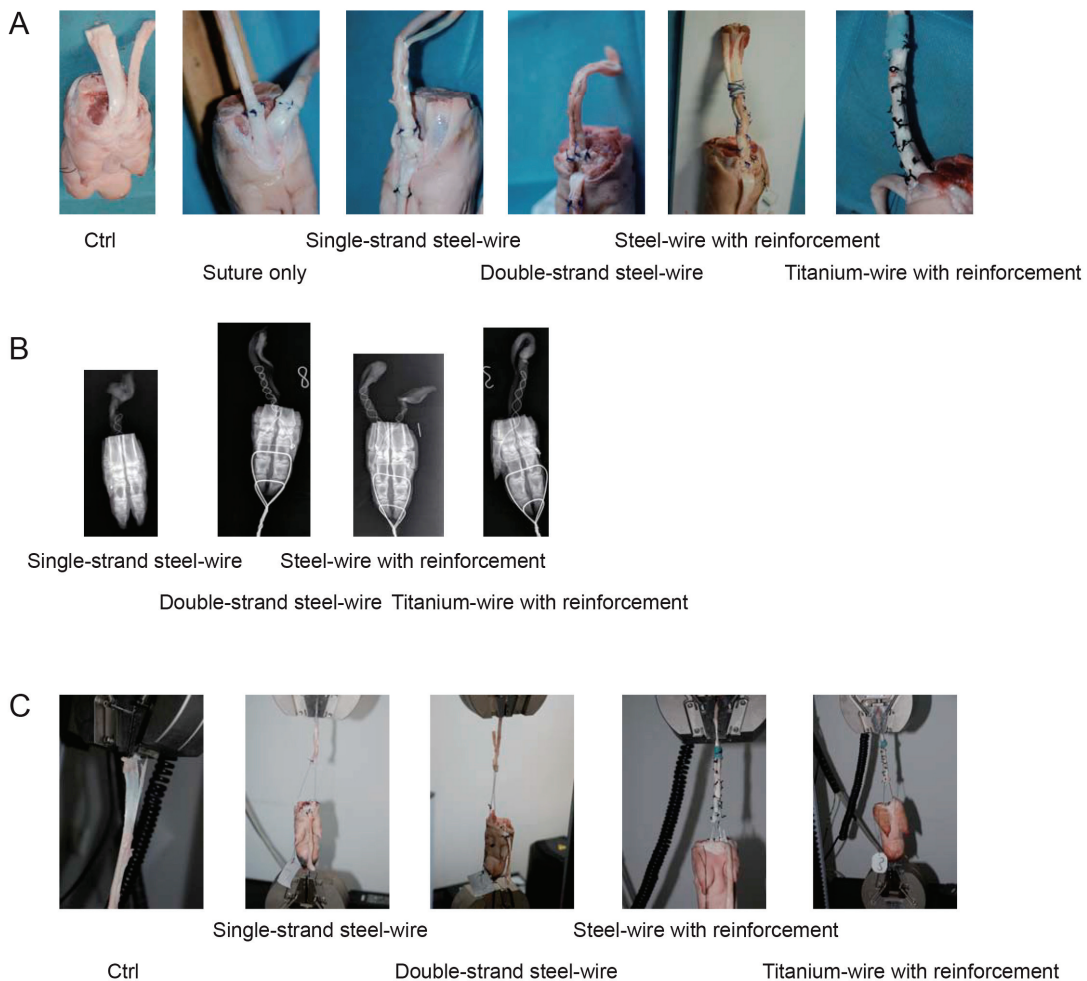 A
Ctrl
Single-strand steel-wire
Steel-wire with reinforcement
Suture only
Double-strand steel-wire
Titanium-wire with reinforcement
B
8
Single-strand steel-wire
Steel-wire with reinforcement
Double-strand steel-wire
Titanium-wire with reinforcement
C
Single-strand steel-wire
Steel-wire with reinforcement
Ctrl
Double-strand steel-wire
Titanium-wire with reinforcement